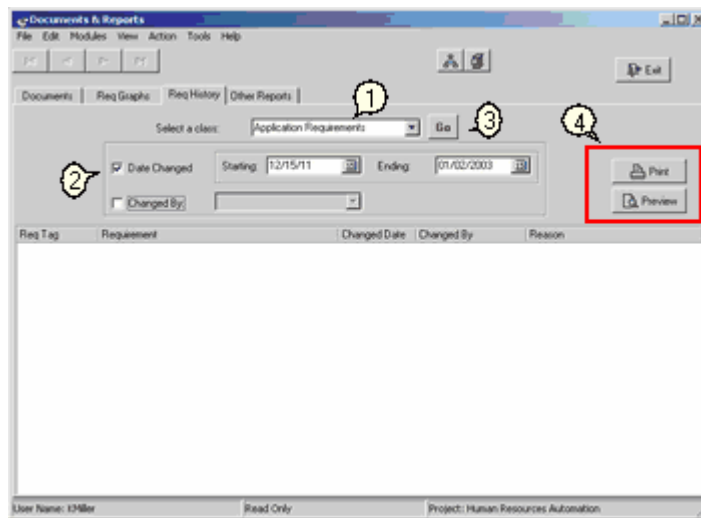 Documents & Reports
File Edit Modules View Action Tools Help
Exit
Documents Req Graphs Req History Other Reports
1
Select a class: Application Requirements Go 3
4
2 Date Changed Starting: 12/15/11 Ending: 01/02/2003
Print
Changed By:
Preview
Req Tag Requirement Changed Date Changed By Reason
User Name: KMiller Read Only Project: Human Resources Automation